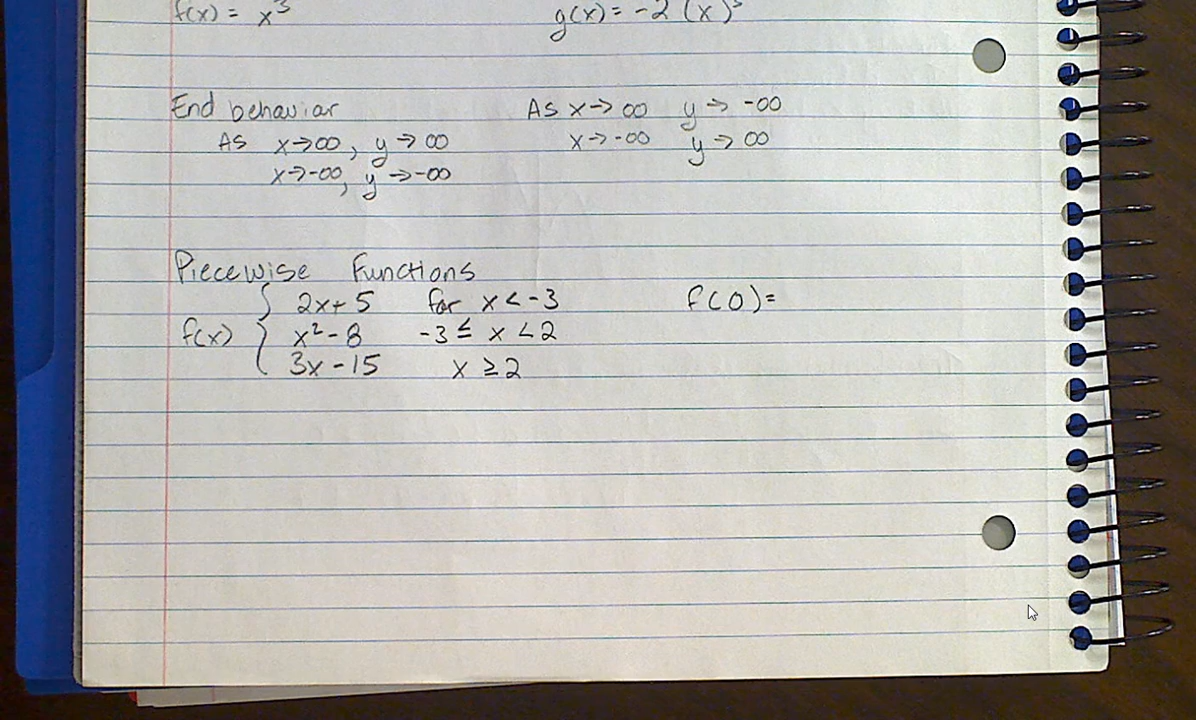 f(x) = x³
g(x) = -2 (x)³
End behavior
As x→∞, y→∞
x→-∞, y→-∞
As x→∞ y→ -∞
x→-∞ y→ ∞
Piecewise Functions
f(x) { 2x+5 for x < -3
x²-8 -3 ≤ x < 2
3x-15 x ≥ 2
f(0)=